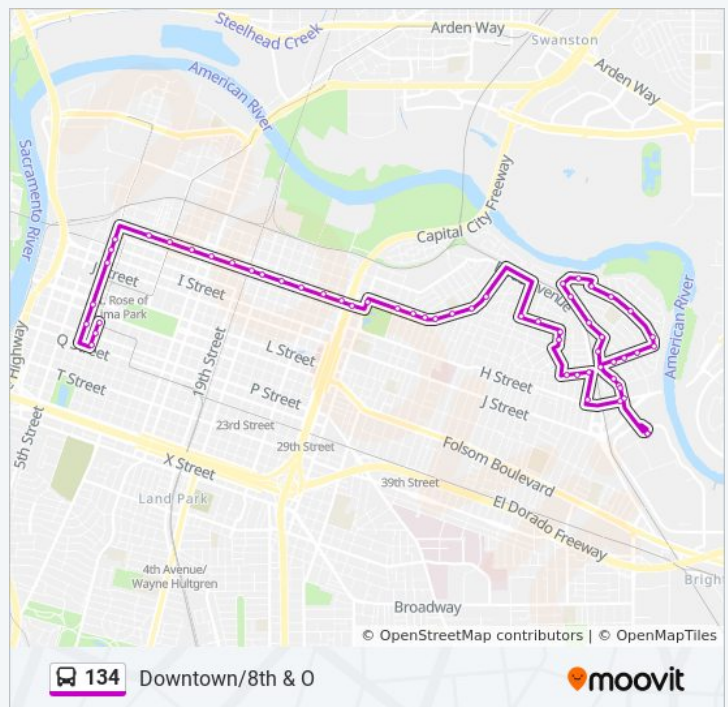 Steelhead Creek
Arden Way
Swanston
Arden Way
American River
Sacramento River
Capital City Freeway
J Street
I Street
. Rose of
ima Park
Avenue
American River
Q Street
19th Street
L Street
H Street
T Street
P Street
J Street
Highway
23rd Street
5th Street
29th Street
Folsom Boulevard
X Street
39th Street
El Dorado Freeway
Land Park
4th Avenue/
Wayne Hultgren
Bright
Broadway
© OpenStreetMap contributors | © OpenMapTiles
134 Downtown/8th & O
moovit